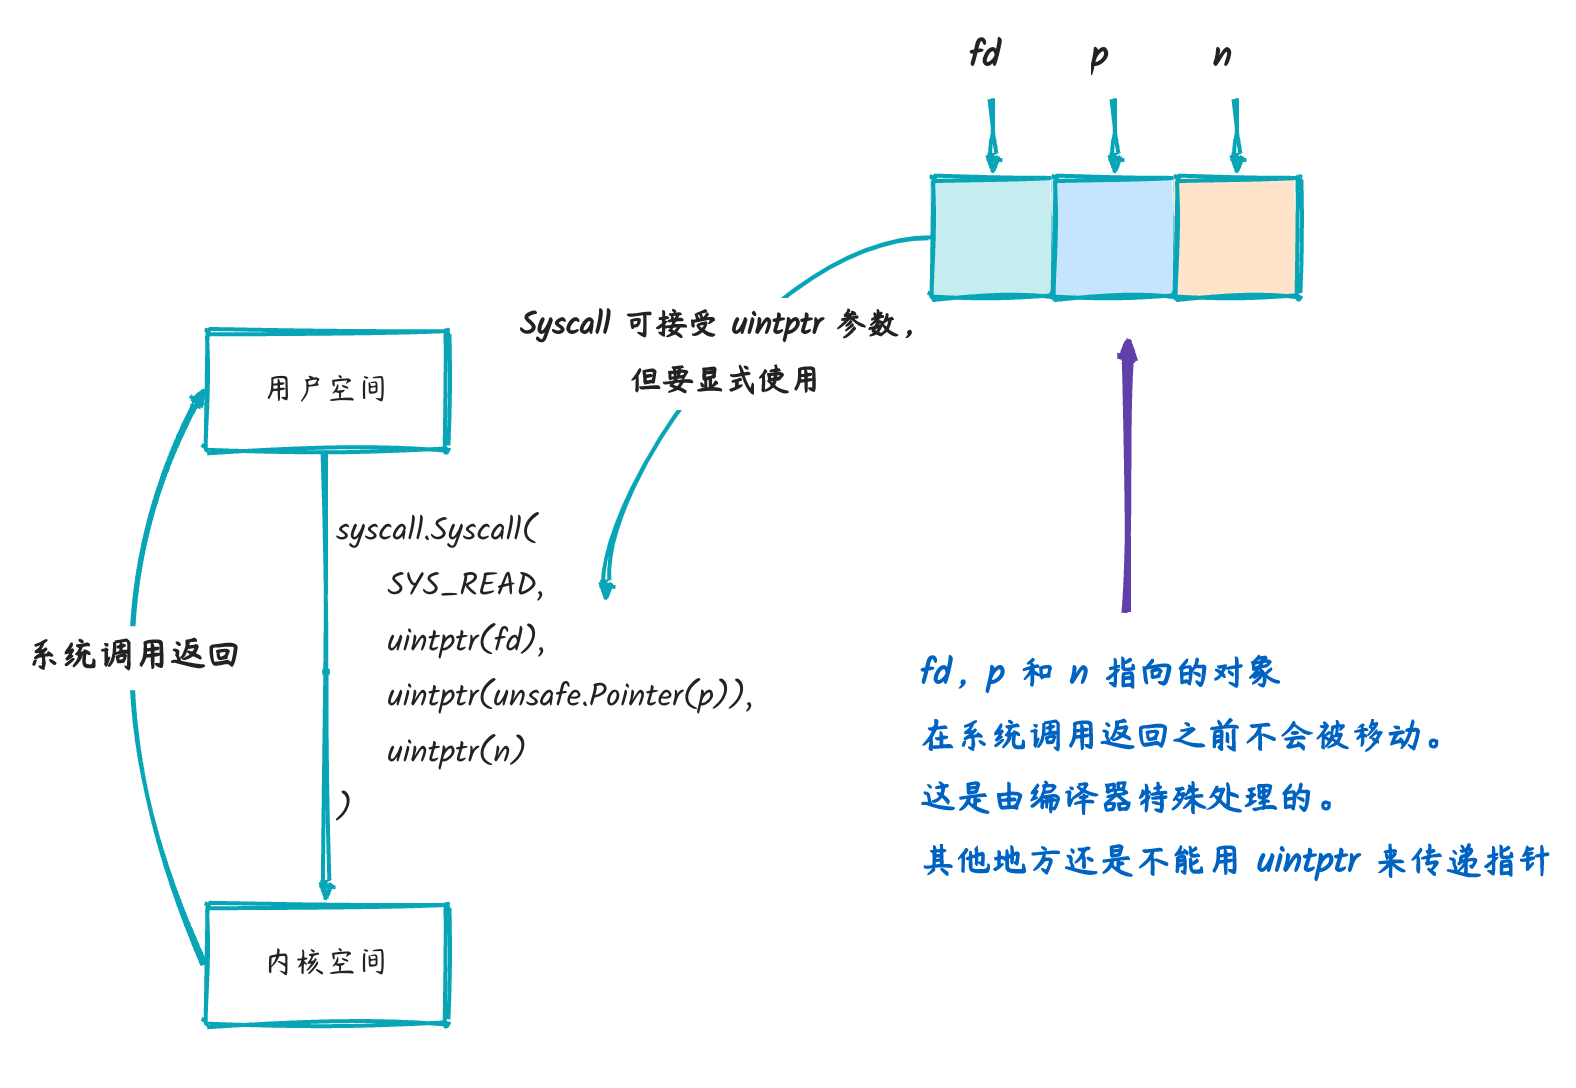 fd
p
n
Syscall 可接受 uintptr 参数，
但要显式使用
用户空间
syscall.Syscall(
SYS_READ,
uintptr(fd),
uintptr(unsafe.Pointer(p)),
uintptr(n)
)
系统调用返回
内核空间
fd，p 和 n 指向的对象
在系统调用返回之前不会被移动。
这是由编译器特殊处理的。
其他地方还是不能用 uintptr 来传递指针